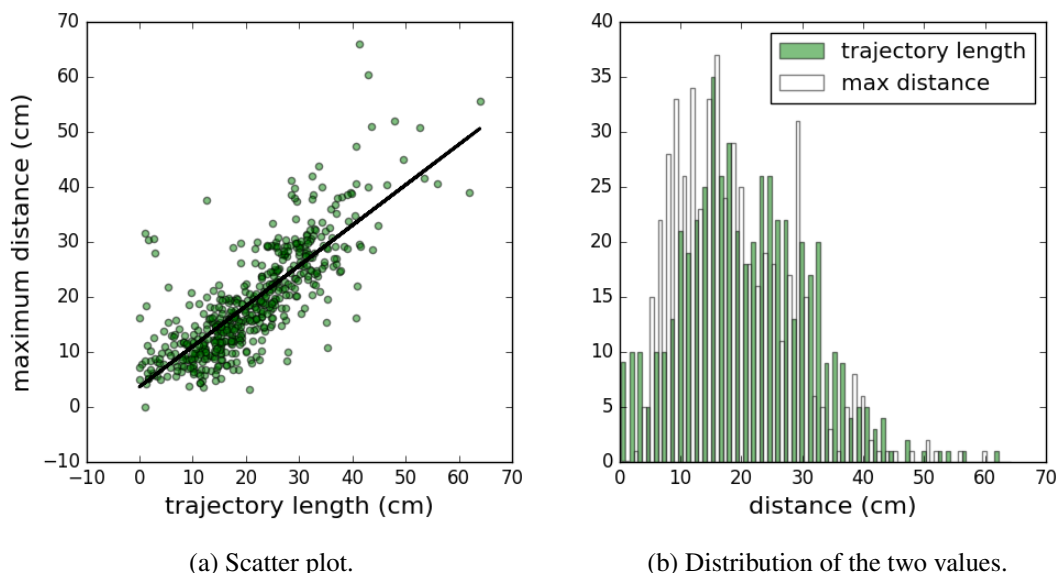 70
60
50
40
30
20
10
0
−10
−10 0 10 20 30 40 50 60 70
maximum distance (cm)
trajectory length (cm)
(a) Scatter plot.
40
35
30
25
20
15
10
5
0
0 10 20 30 40 50 60 70
trajectory length
max distance
distance (cm)
(b) Distribution of the two values.